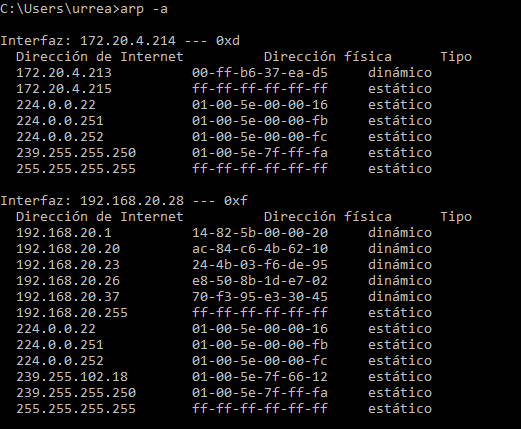 C:\Users\urrea>arp -a
Interfaz: 172.20.4.214 --- 0xd
Dirección de Internet Dirección física Tipo
172.20.4.213 00-ff-b6-37-ea-d5 dinámico
172.20.4.215 ff-ff-ff-ff-ff-ff estático
224.0.0.22 01-00-5e-00-00-16 estático
224.0.0.251 01-00-5e-00-00-fb estático
224.0.0.252 01-00-5e-00-00-fc estático
239.255.255.250 01-00-5e-7f-ff-fa estático
255.255.255.255 ff-ff-ff-ff-ff-ff estático
Interfaz: 192.168.20.28 --- 0xf
Dirección de Internet Dirección física Tipo
192.168.20.1 14-82-5b-00-00-20 dinámico
192.168.20.20 ac-84-c6-4b-62-10 dinámico
192.168.20.23 24-4b-03-f6-de-95 dinámico
192.168.20.26 e8-50-8b-1d-e7-02 dinámico
192.168.20.37 70-f3-95-e3-30-45 dinámico
192.168.20.255 ff-ff-ff-ff-ff-ff estático
224.0.0.22 01-00-5e-00-00-16 estático
224.0.0.251 01-00-5e-00-00-fb estático
224.0.0.252 01-00-5e-00-00-fc estático
239.255.102.18 01-00-5e-7f-66-12 estático
239.255.255.250 01-00-5e-7f-ff-fa estático
255.255.255.255 ff-ff-ff-ff-ff-ff estático